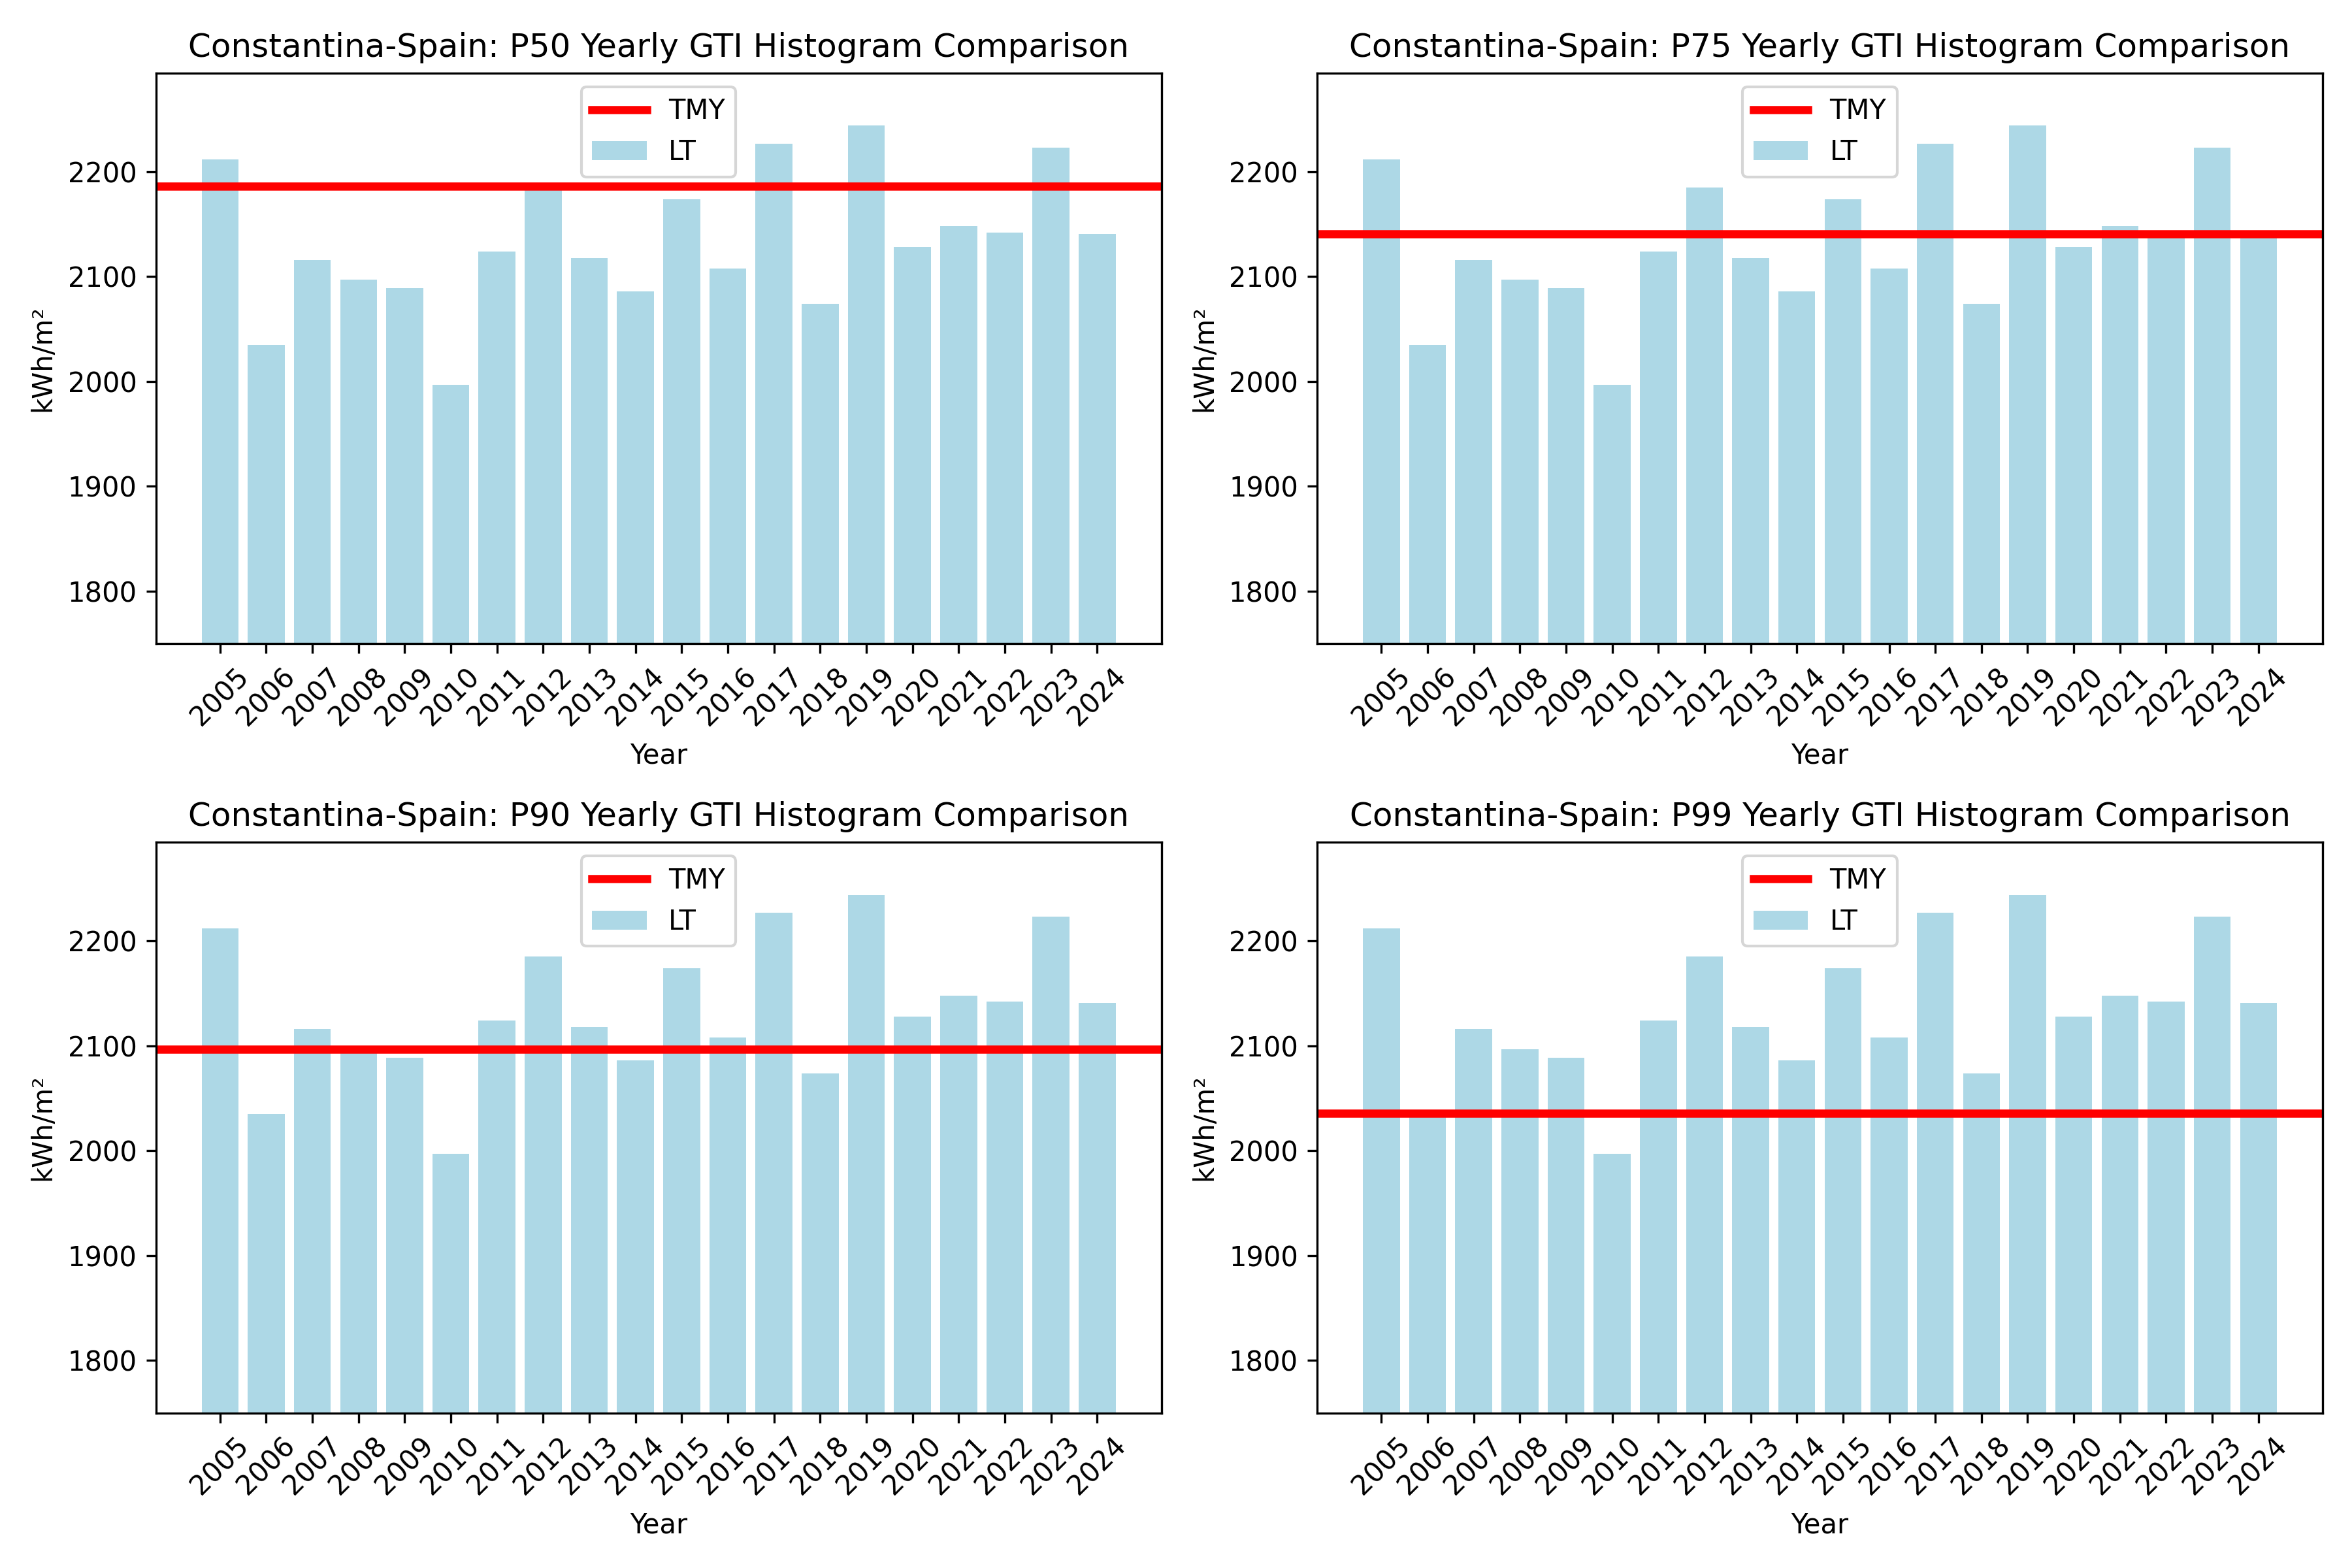 Constantina-Spain: P50 Yearly GTI Histogram Comparison
TMY
LT
kWh/m²
2200
2100
2000
1900
1800
2005 2006 2007 2008 2009 2010 2011 2012 2013 2014 2015 2016 2017 2018 2019 2020 2021 2022 2023 2024
Year
Constantina-Spain: P75 Yearly GTI Histogram Comparison
TMY
LT
kWh/m²
2200
2100
2000
1900
1800
2005 2006 2007 2008 2009 2010 2011 2012 2013 2014 2015 2016 2017 2018 2019 2020 2021 2022 2023 2024
Year
Constantina-Spain: P90 Yearly GTI Histogram Comparison
TMY
LT
kWh/m²
2200
2100
2000
1900
1800
2005 2006 2007 2008 2009 2010 2011 2012 2013 2014 2015 2016 2017 2018 2019 2020 2021 2022 2023 2024
Year
Constantina-Spain: P99 Yearly GTI Histogram Comparison
TMY
LT
kWh/m²
2200
2100
2000
1900
1800
2005 2006 2007 2008 2009 2010 2011 2012 2013 2014 2015 2016 2017 2018 2019 2020 2021 2022 2023 2024
Year